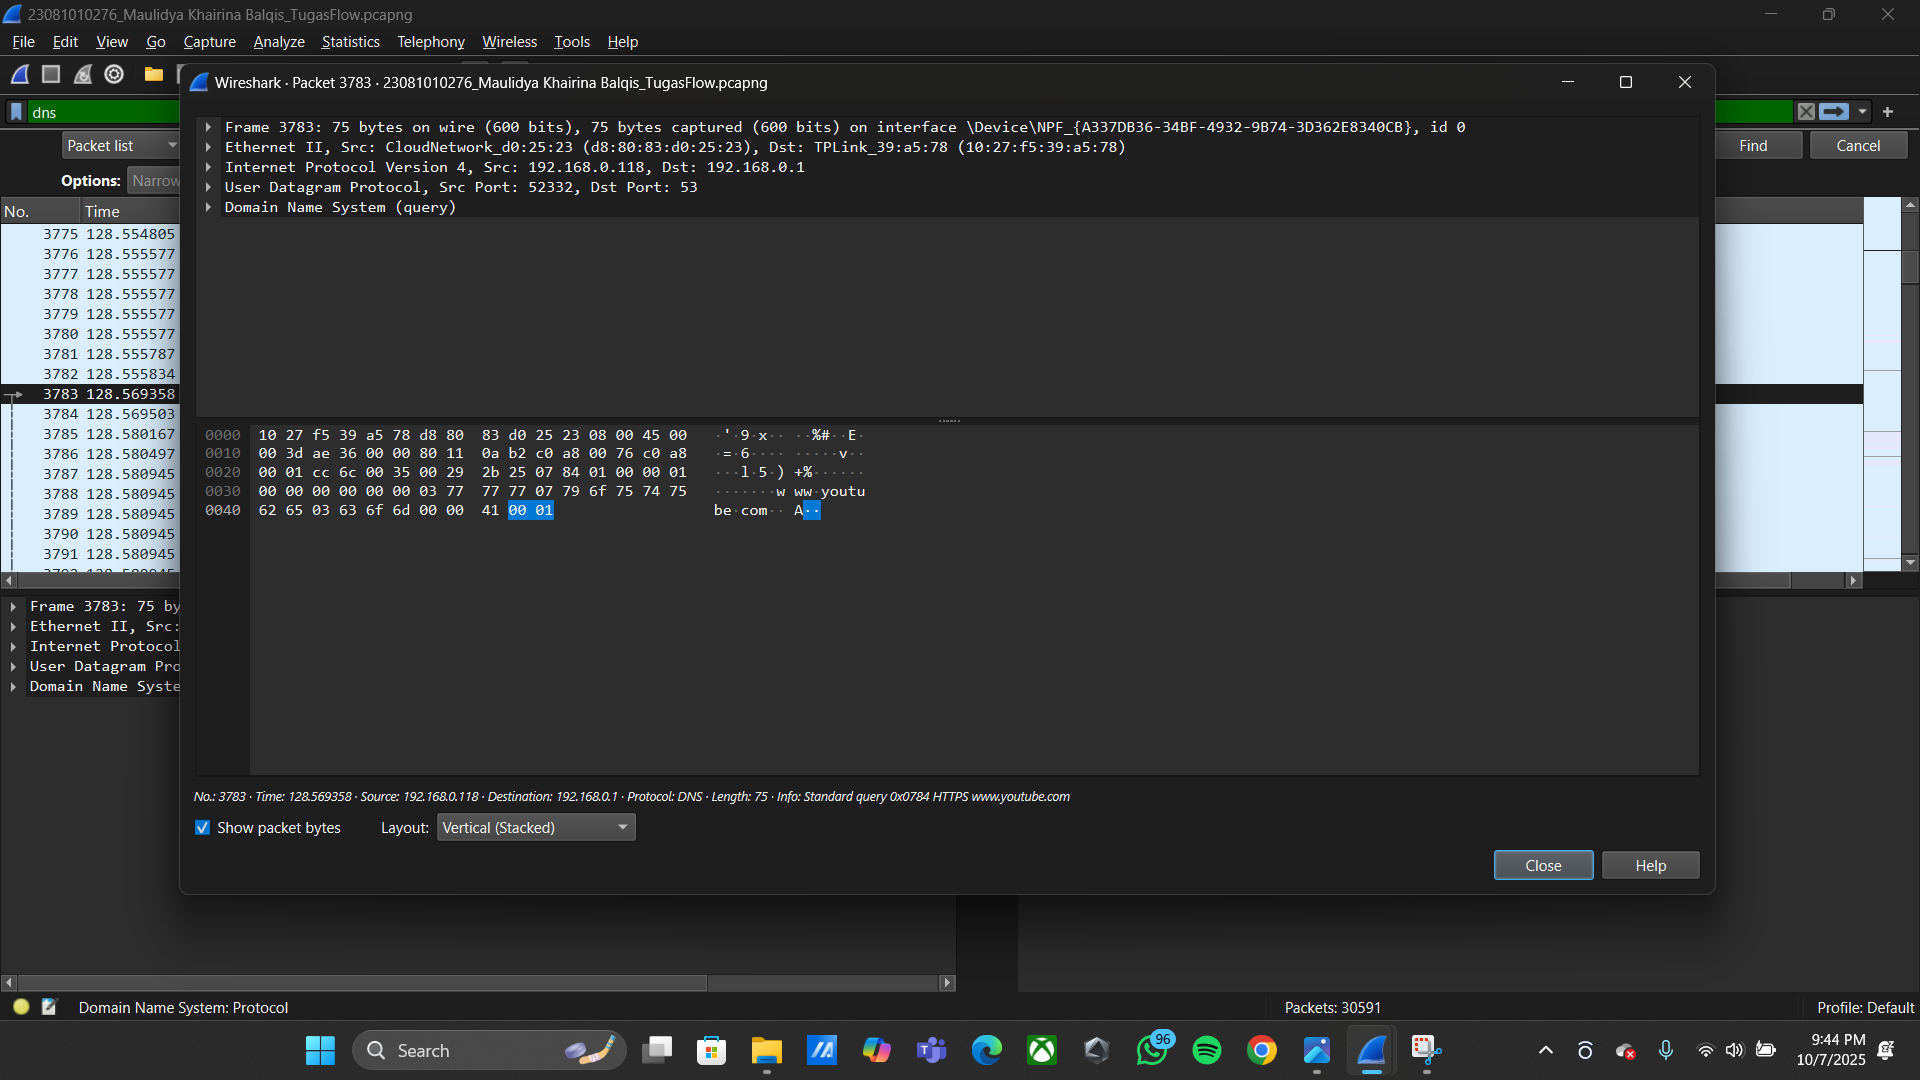 23081010276_Maulidya Khairina Balqis_TugasFlow.pcapng
File Edit View Go Capture Analyze Statistics Telephony Wireless Tools Help
Wireshark · Packet 3783 · 23081010276_Maulidya Khairina Balqis_TugasFlow.pcapng
dns
Packet list
Find Cancel
Options: Narrow
No. Time
3775 128.554805
3776 128.555577
3777 128.555577
3778 128.555577
3779 128.555577
3780 128.555577
3781 128.555787
3782 128.555834
3783 128.569358
3784 128.569503
3785 128.580167
3786 128.580497
3787 128.580945
3788 128.580945
3789 128.580945
3790 128.580945
3791 128.580945
3792 128.580945
Frame 3783: 75 bytes on wire (600 bits), 75 bytes captured (600 bits) on interface \Device\NPF_{A337DB36-34BF-4932-9B74-3D362E8340CB}, id 0
Ethernet II, Src: CloudNetwork_d0:25:23 (d8:80:83:d0:25:23), Dst: TPLink_39:a5:78 (10:27:f5:39:a5:78)
Internet Protocol Version 4, Src: 192.168.0.118, Dst: 192.168.0.1
User Datagram Protocol, Src Port: 52332, Dst Port: 53
Domain Name System (query)
0000 10 27 f5 39 a5 78 d8 80 83 d0 25 23 08 00 45 00 ·'·9·x·· ··%#··E·
0010 00 3d ae 36 00 00 80 11 0a b2 c0 a8 00 76 c0 a8 ·=·6···· ·····v··
0020 00 01 cc 6c 00 35 00 29 2b 25 07 84 01 00 00 01 ···l·5·) +%······
0030 00 00 00 00 00 00 03 77 77 77 07 79 6f 75 74 75 ·······w ww·youtu
0040 62 65 03 63 6f 6d 00 00 41 00 01 be·com·· A··
No.: 3783 · Time: 128.569358 · Source: 192.168.0.118 · Destination: 192.168.0.1 · Protocol: DNS · Length: 75 · Info: Standard query 0x0784 HTTPS www.youtube.com
Show packet bytes Layout: Vertical (Stacked)
Close Help
Frame 3783: 75 by
Ethernet II, Src:
Internet Protocol
User Datagram Pro
Domain Name Syste
Domain Name System: Protocol Packets: 30591 Profile: Default
Search
96
9:44 PM
10/7/2025